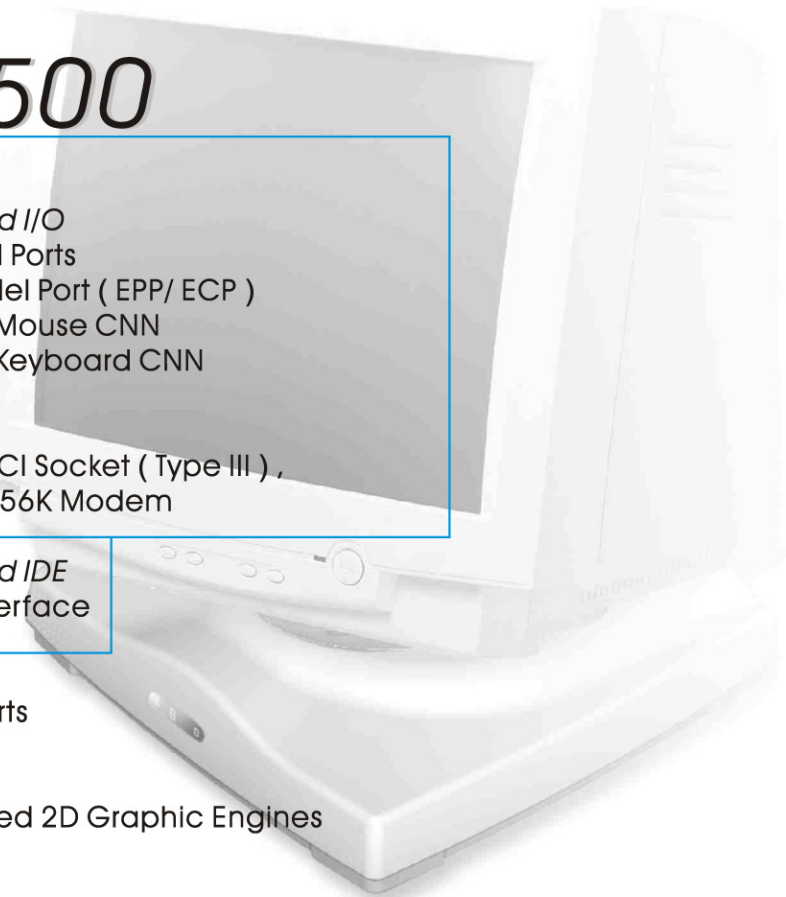 500
d I/O
l Ports
lel Port ( EPP/ ECP )
Mouse CNN
Keyboard CNN
CI Socket ( Type III ) ,
56K Modem
d IDE
erface
rts
ed 2D Graphic Engines